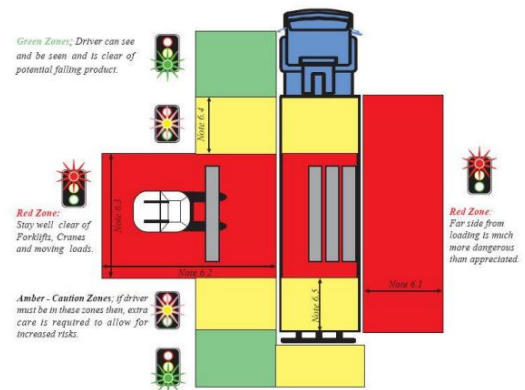 Green Zones; Driver can see
and be seen and is clear of
potential falling product.
Note 6.4
Red Zone:
Stay well clear of
Forklifts, Cranes
and moving loads.
Note 6.3
Note 6.2
Red Zone:
Far side from
loading is much
more dangerous
than appreciated.
Note 6.1
Amber - Caution Zones; if driver
must be in these zones then, extra
care is required to allow for
increased risks.
Note 6.5